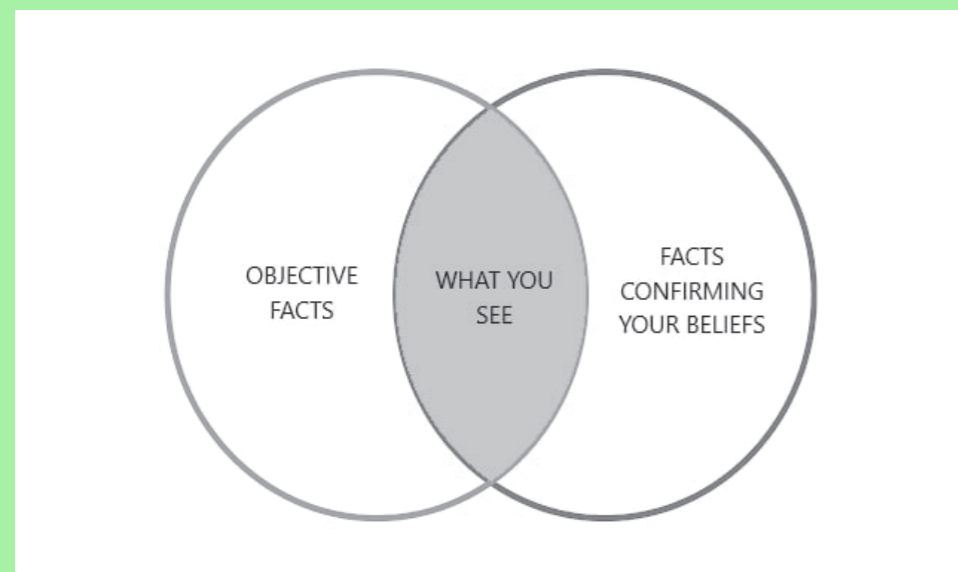 OBJECTIVE
FACTS
WHAT YOU
SEE
FACTS
CONFIRMING
YOUR BELIEFS